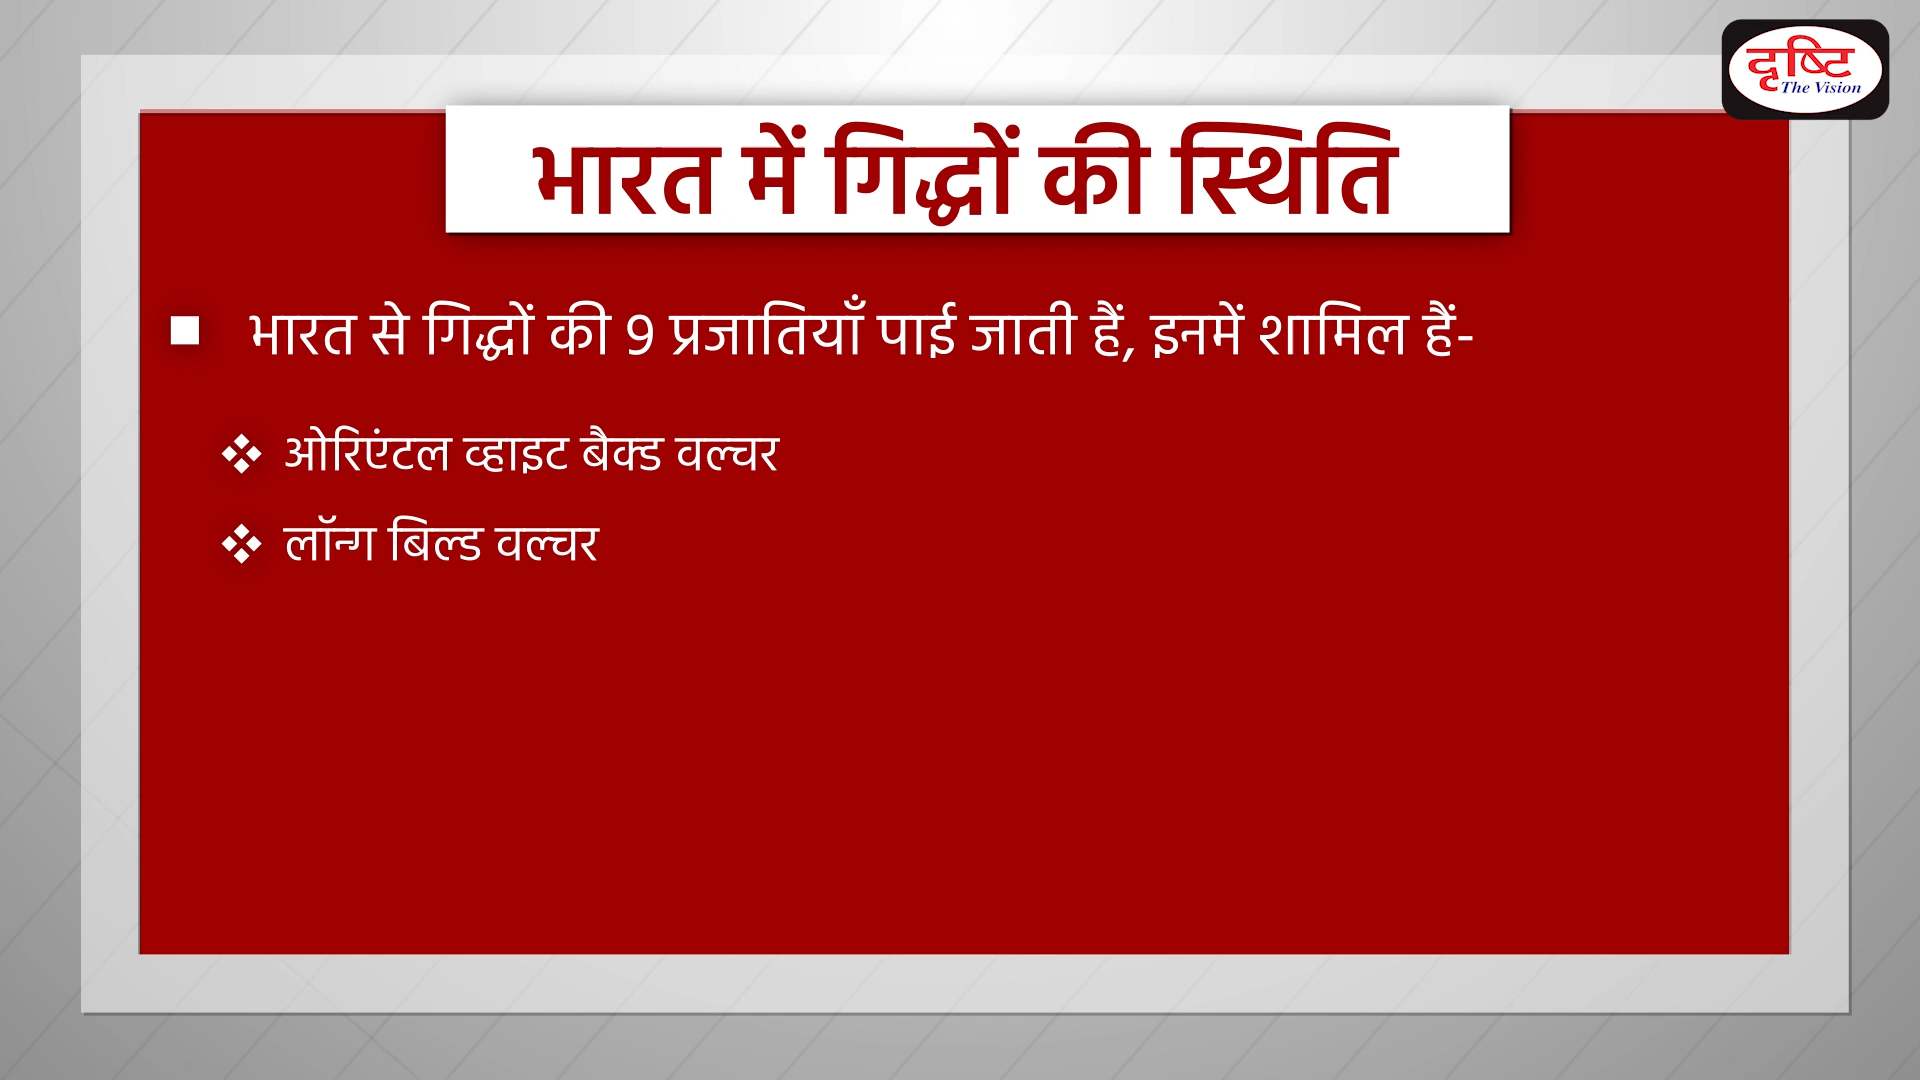 दृष्टि
The Vision
भारत में गिद्धों की स्थिति
भारत से गिद्धों की 9 प्रजातियाँ पाई जाती हैं, इनमें शामिल हैं-
ओरिएंटल व्हाइट बैक्ड वल्चर
लॉन्ग बिल्ड वल्चर